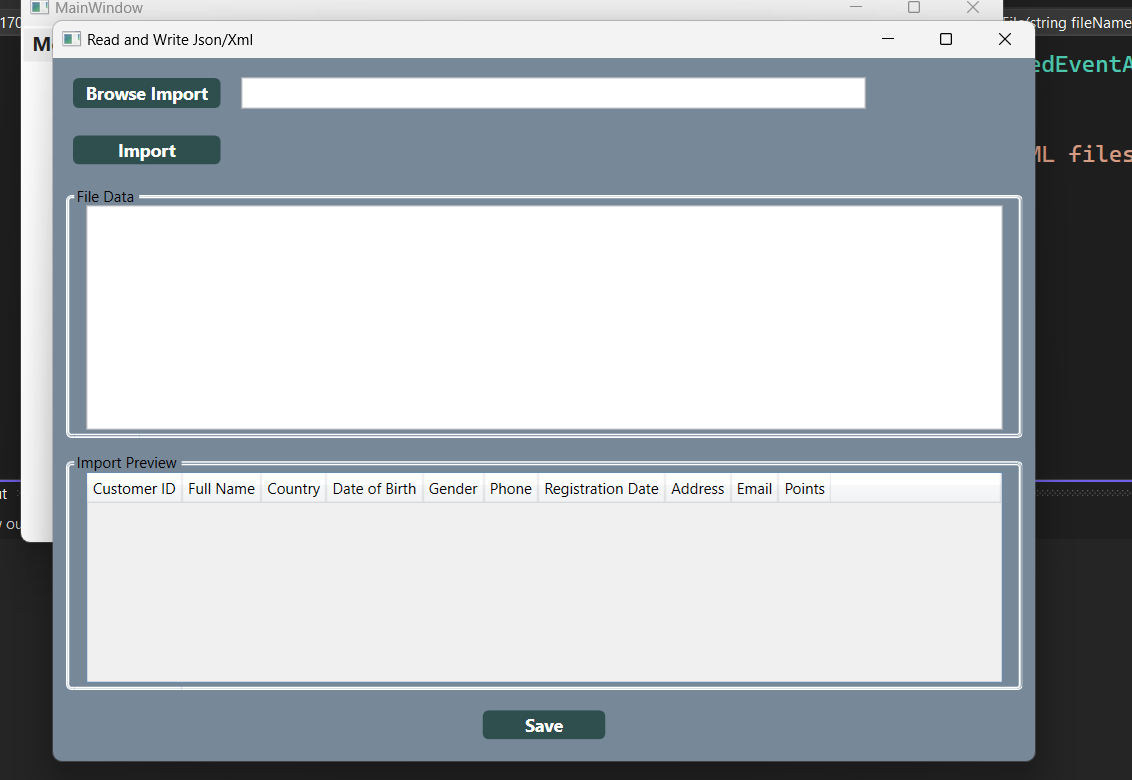 MainWindow
170
File(string fileName
Read and Write Json/Xml
edEventA
Browse Import
Import
ML files
File Data
Import Preview
Customer ID Full Name Country Date of Birth Gender Phone Registration Date Address Email Points
Save